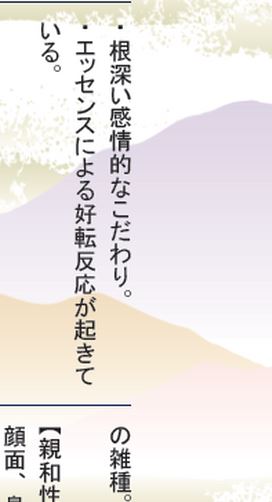 ・根深い感情的なこだわり。
・エッセンスによる好転反応が起きて
いる。
の雑種。
【親和性
顔面、